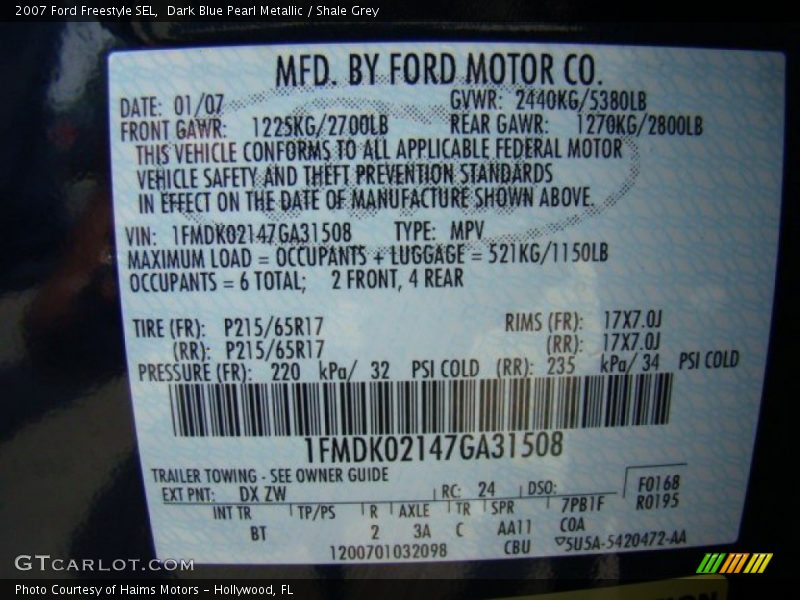 2007 Ford Freestyle SEL,  Dark Blue Pearl Metallic / Shale Grey
MFD. BY FORD MOTOR CO.
DATE: 01/07 GVWR: 2440KG/5380LB
FRONT GAWR: 1225KG/2700LB REAR GAWR: 1270KG/2800LB
THIS VEHICLE CONFORMS TO ALL APPLICABLE FEDERAL MOTOR
VEHICLE SAFETY AND THEFT PREVENTION STANDARDS
IN EFFECT ON THE DATE OF MANUFACTURE SHOWN ABOVE.
VIN: 1FMDK02147GA31508 TYPE: MPV
MAXIMUM LOAD = OCCUPANTS + LUGGAGE = 521KG/1150LB
OCCUPANTS = 6 TOTAL; 2 FRONT, 4 REAR
TIRE (FR): P215/65R17 RIMS (FR): 17X7.0J
(RR): P215/65R17 (RR): 17X7.0J
PRESSURE (FR): 220 kPa/ 32 PSI COLD (RR): 235 kPa/ 34 PSI COLD
1FMDK02147GA31508
TRAILER TOWING - SEE OWNER GUIDE
EXT PNT: DX ZW RC: 24 DSO: F0168
INT TR TP/PS R AXLE TR SPR 7PB1F R0195
BT 2 3A C AA11 COA
1200701032098 CBU 5U5A-5420472-AA
GTCARLOT.COM
Photo Courtesy of Haims Motors - Hollywood, FL